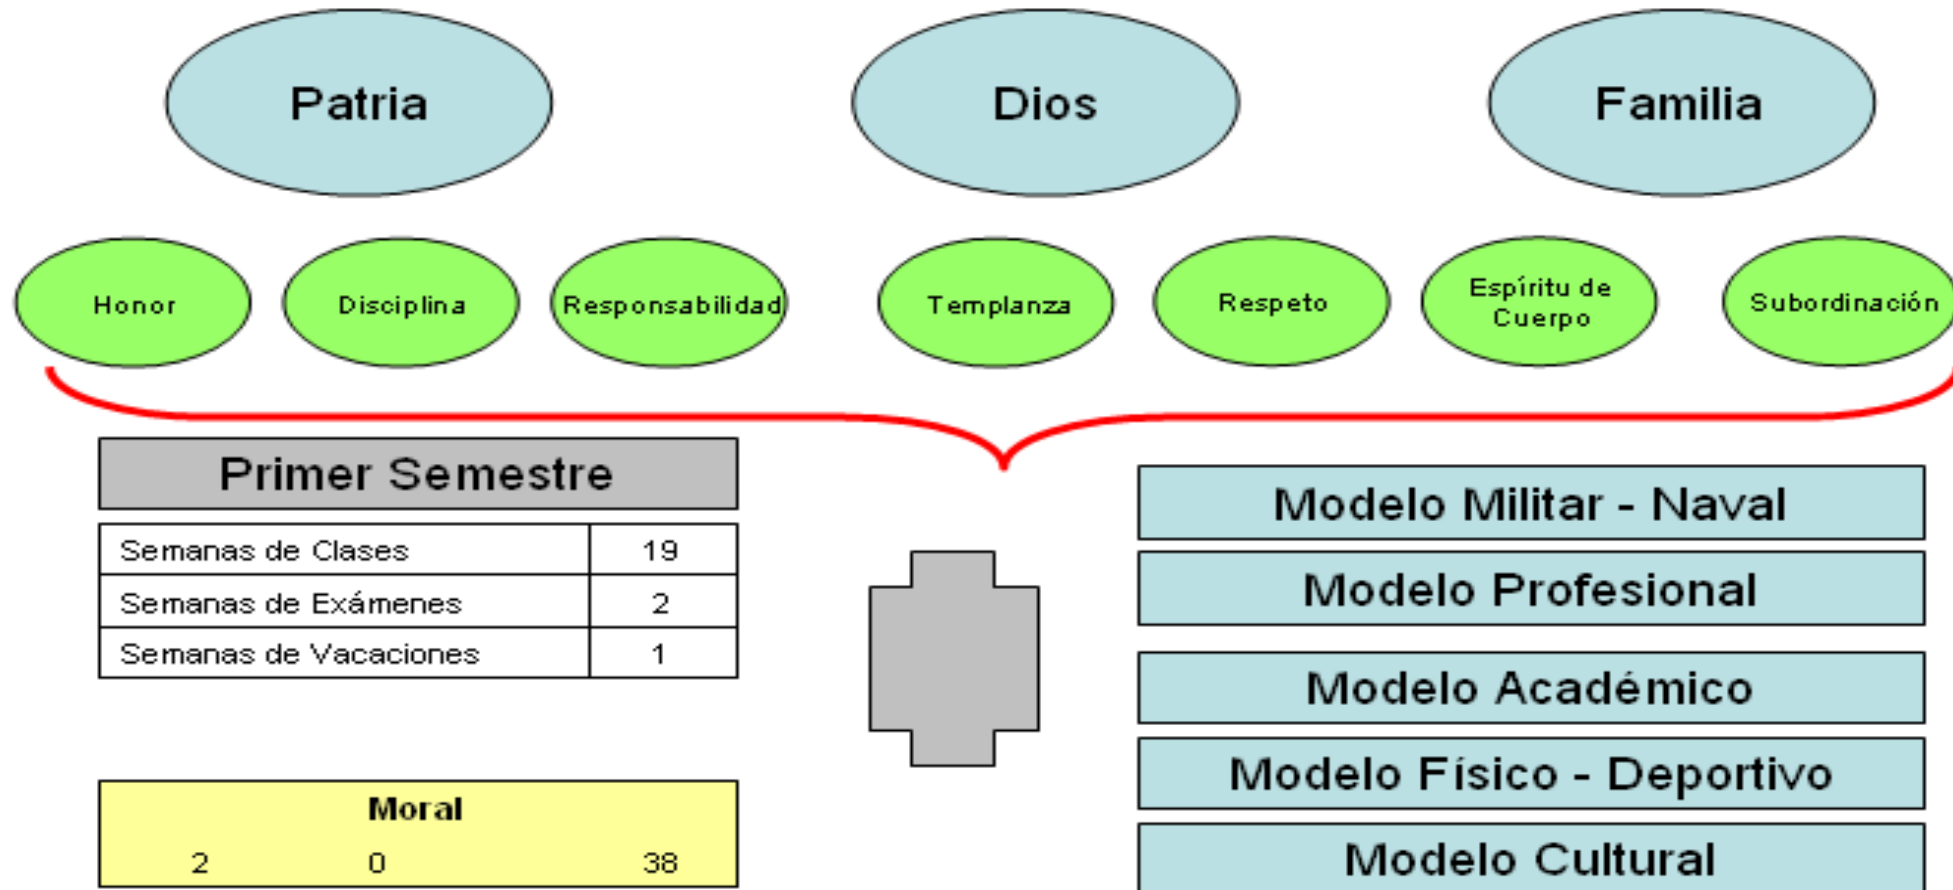 Patria
Dios
Familia
Honor
Disciplina
Responsabilidad
Templanza
Respeto
Espíritu de
Cuerpo
Subordinación
Primer Semestre
Semanas de Clases 19
Semanas de Exámenes 2
Semanas de Vacaciones 1
Moral
2 0 38
Modelo Militar - Naval
Modelo Profesional
Modelo Académico
Modelo Físico - Deportivo
Modelo Cultural